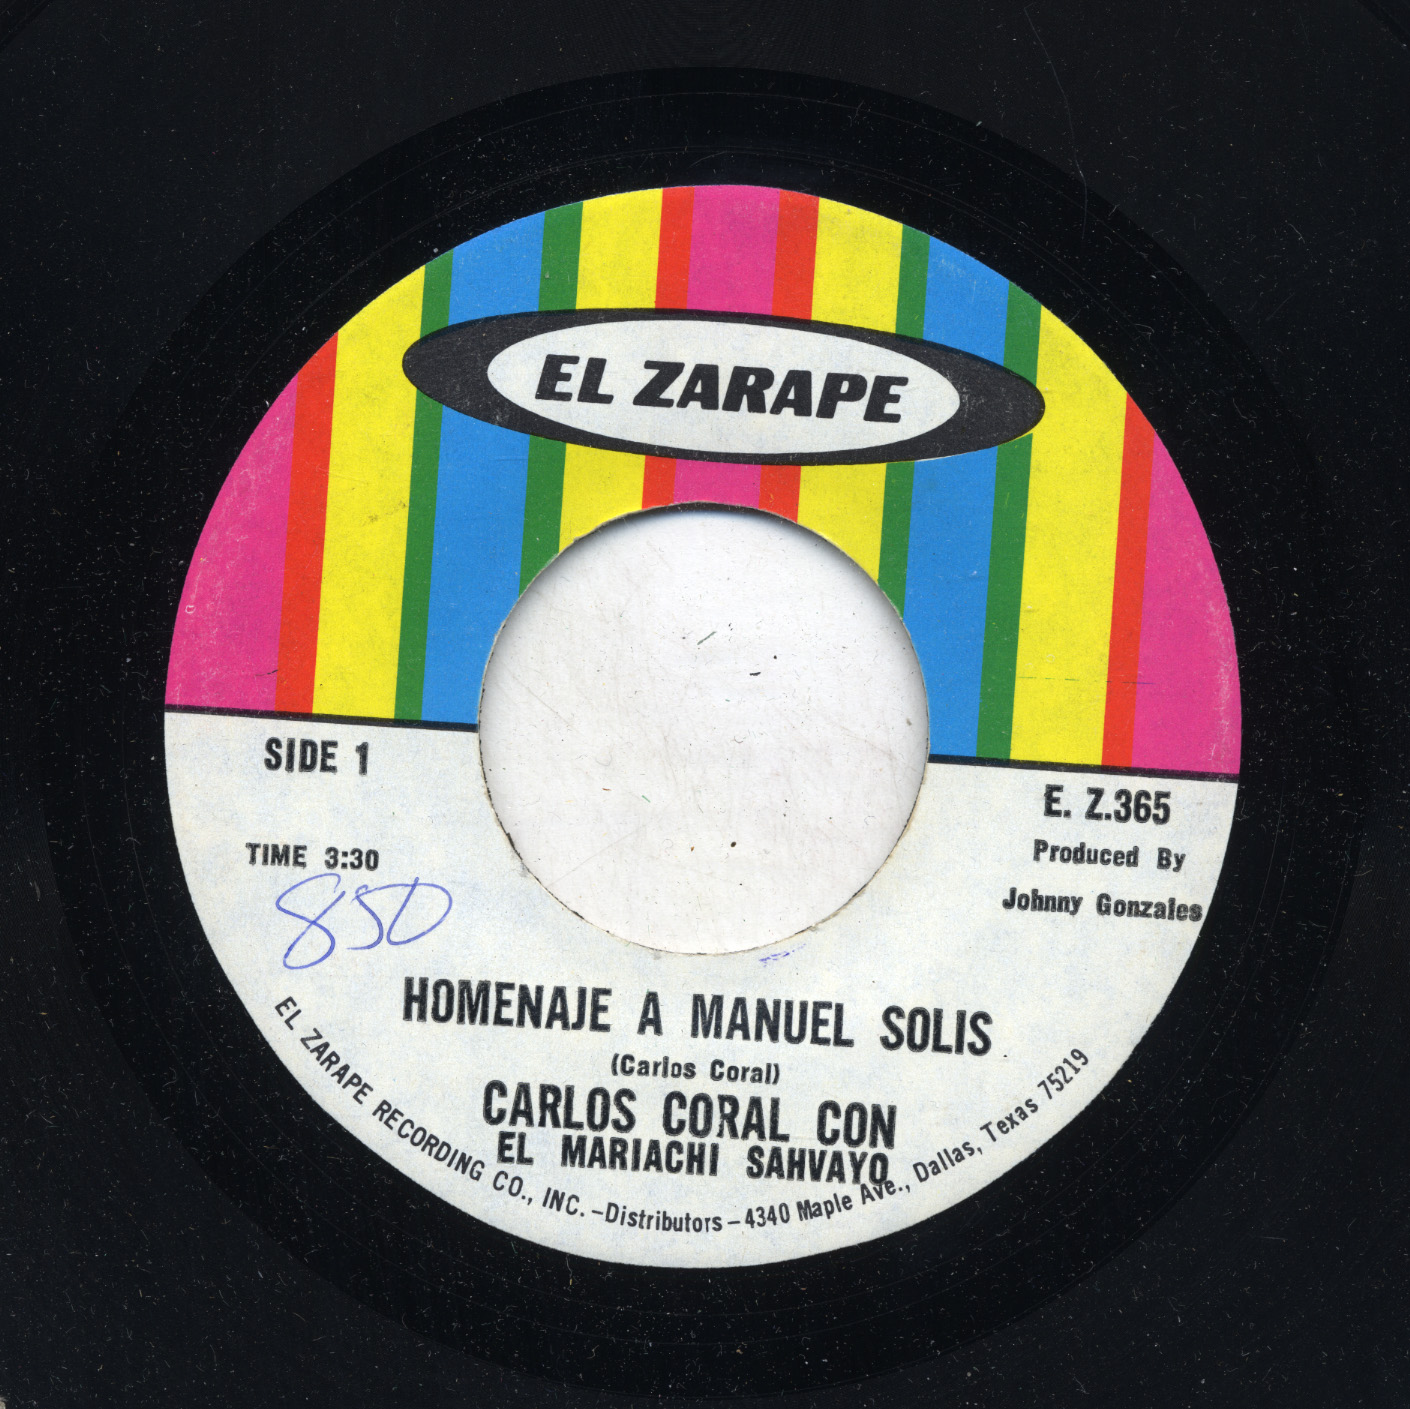 EL ZARAPE
SIDE 1
E. Z.365
TIME 3:30
Produced By
Johnny Gonzales
850
HOMENAJE A MANUEL SOLIS
(Carlos Coral)
CARLOS CORAL CON
EL MARIACHI SAHVAYO
EL ZARAPE RECORDING CO., INC. –Distributors – 4340 Maple Ave., Dallas, Texas 75219